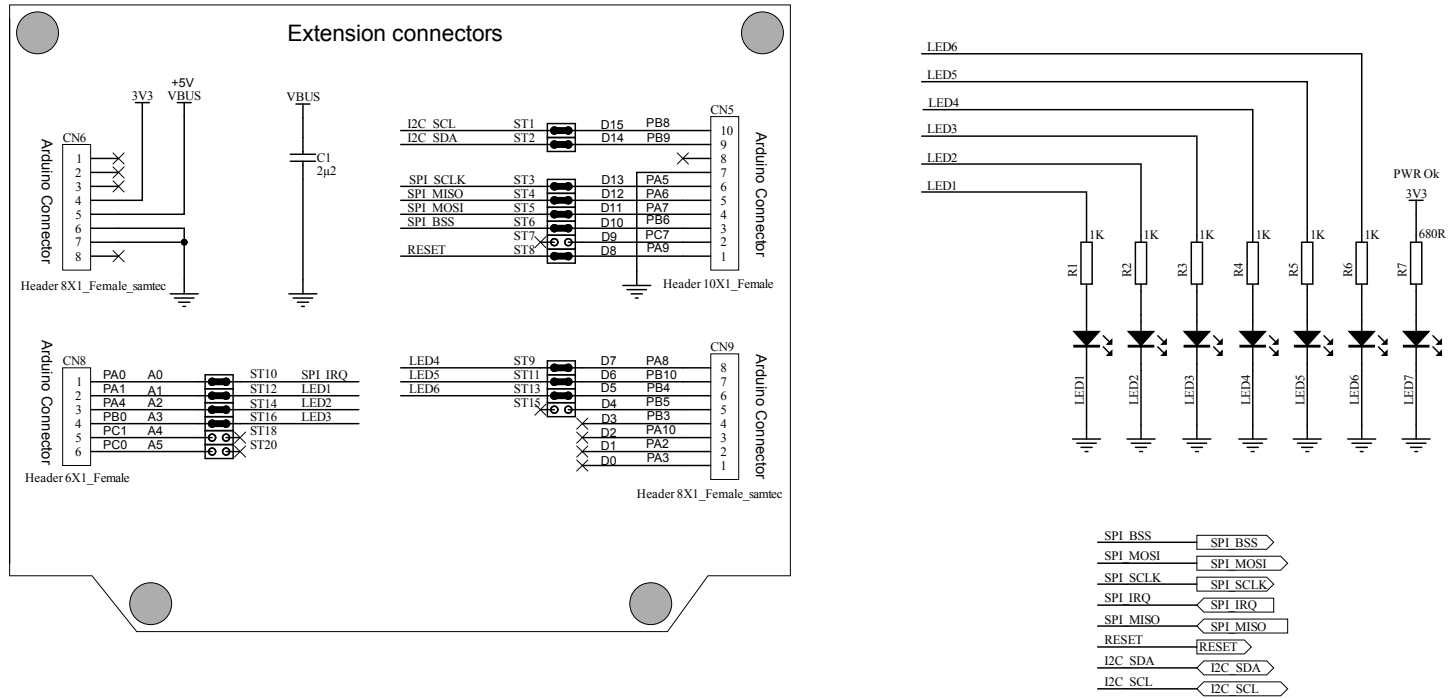 Extension connectors
3V3
+5V
VBUS
VBUS
C1
2µ2
CN6
Arduino Connector
1
2
3
4
5
6
7
8
Header 8X1_Female_samtec
CN5
Arduino Connector
I2C_SCL ST1 D15 PB8 10
I2C_SDA ST2 D14 PB9 9
8
7
SPI_SCLK ST3 D13 PA5 6
SPI_MISO ST4 D12 PA6 5
SPI_MOSI ST5 D11 PA7 4
SPI_BSS ST6 D10 PB6 3
ST7 D9 PC7 2
RESET ST8 D8 PA9 1
Header 10X1_Female
CN8
Arduino Connector
1 PA0 A0 ST10 SPI_IRQ
2 PA1 A1 ST12 LED1
3 PA4 A2 ST14 LED2
4 PB0 A3 ST16 LED3
5 PC1 A4 ST18
6 PC0 A5 ST20
Header 6X1_Female
CN9
Arduino Connector
LED4 ST9 D7 PA8 8
LED5 ST11 D6 PB10 7
LED6 ST13 D5 PB4 6
ST15 D4 PB5 5
D3 PB3 4
D2 PA10 3
D1 PA2 2
D0 PA3 1
Header 8X1_Female_samtec
LED6
LED5
LED4
LED3
LED2
LED1
PWR Ok
3V3
1K 1K 1K 1K 1K 1K 680R
R1 R2 R3 R4 R5 R6 R7
LED1 LED2 LED3 LED4 LED5 LED6 LED7
SPI_BSS SPI_BSS
SPI_MOSI SPI_MOSI
SPI_SCLK SPI_SCLK
SPI_IRQ SPI_IRQ
SPI_MISO SPI_MISO
RESET RESET
I2C_SDA I2C_SDA
I2C_SCL I2C_SCL